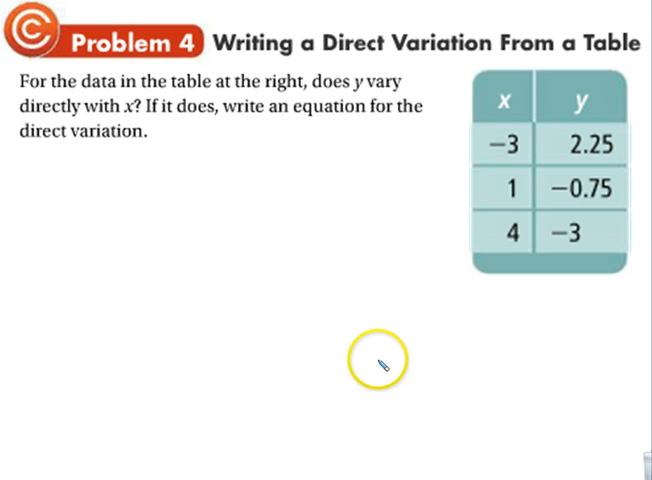 © Problem 4 Writing a Direct Variation From a Table
For the data in the table at the right, does y vary
directly with x? If it does, write an equation for the
direct variation.
x y
−3 2.25
1 −0.75
4 −3